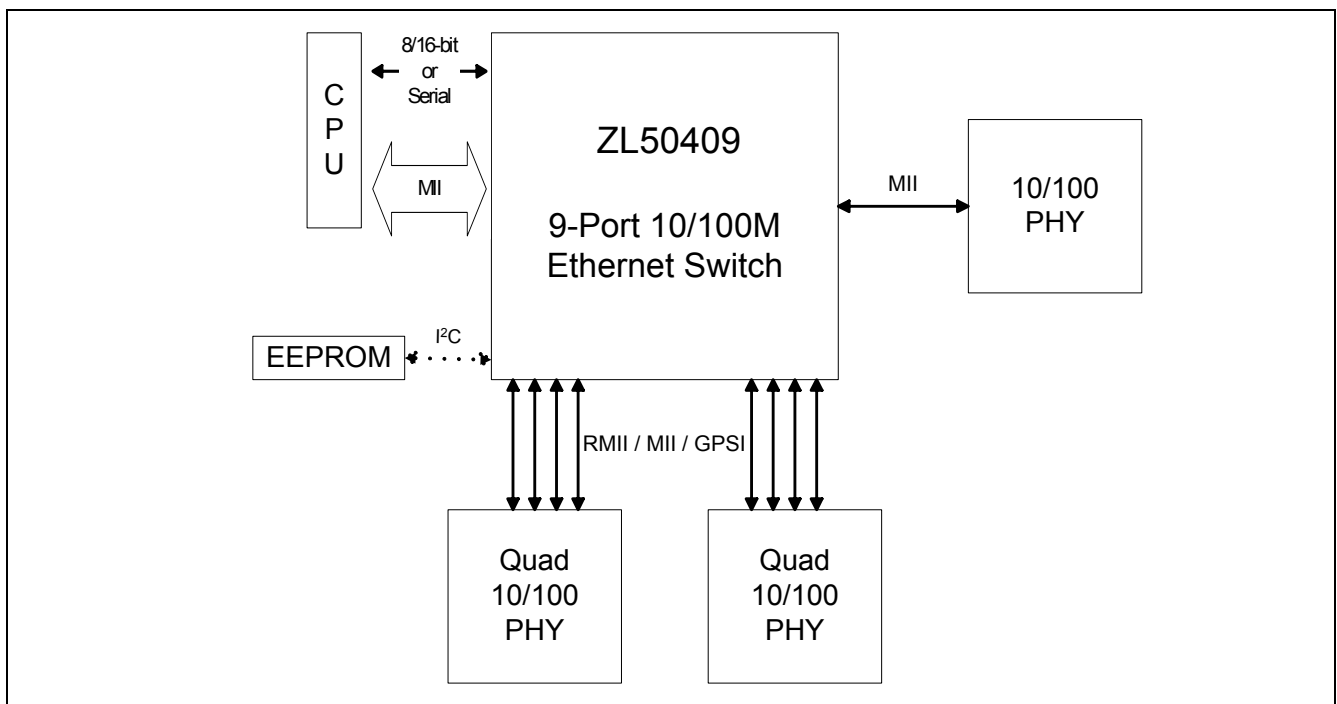 C
P
U
8/16-bit
or
Serial
MII
ZL50409
9-Port 10/100M
Ethernet Switch
MII
10/100
PHY
EEPROM
I²C
RMII / MII / GPSI
Quad
10/100
PHY
Quad
10/100
PHY